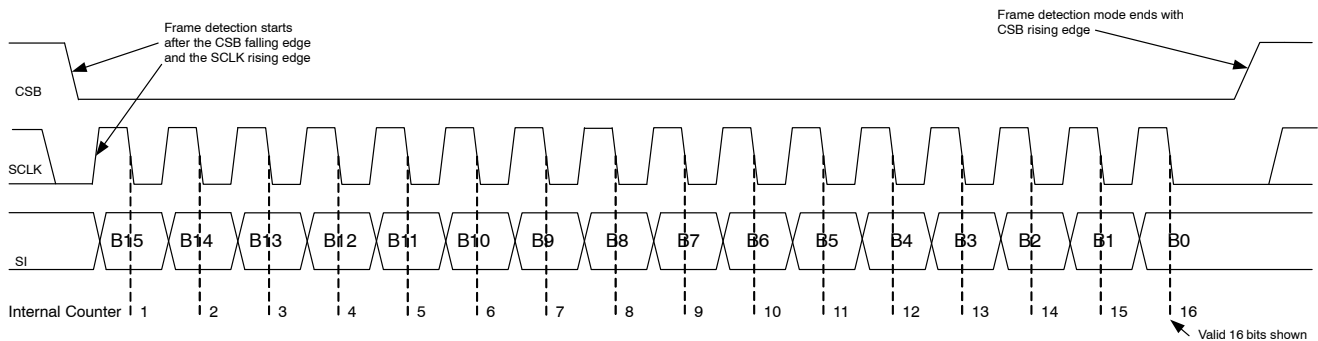 Frame detection starts
after the CSB falling edge
and the SCLK rising edge
Frame detection mode ends with
CSB rising edge
CSB
SCLK
SI
B15 B14 B13 B12 B11 B10 B9 B8 B7 B6 B5 B4 B3 B2 B1 B0
Internal Counter 1 2 3 4 5 6 7 8 9 10 11 12 13 14 15 16
Valid 16 bits shown